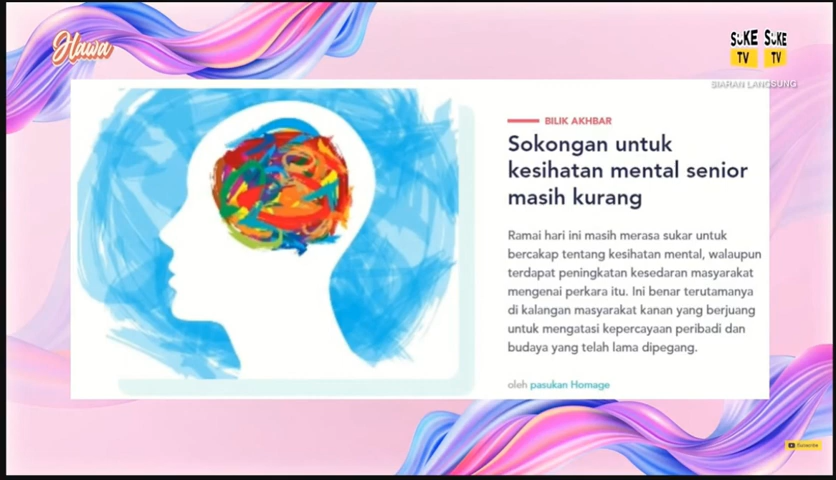 Hawa
SUKE SUKE
TV TV
SIARAN LANGSUNG
BILIK AKHBAR
Sokongan untuk
kesihatan mental senior
masih kurang
Ramai hari ini masih merasa sukar untuk
bercakap tentang kesihatan mental, walaupun
terdapat peningkatan kesedaran masyarakat
mengenai perkara itu. Ini benar terutamanya
di kalangan masyarakat kanan yang berjuang
untuk mengatasi kepercayaan peribadi dan
budaya yang telah lama dipegang.
oleh pasukan Homage
Subscribe